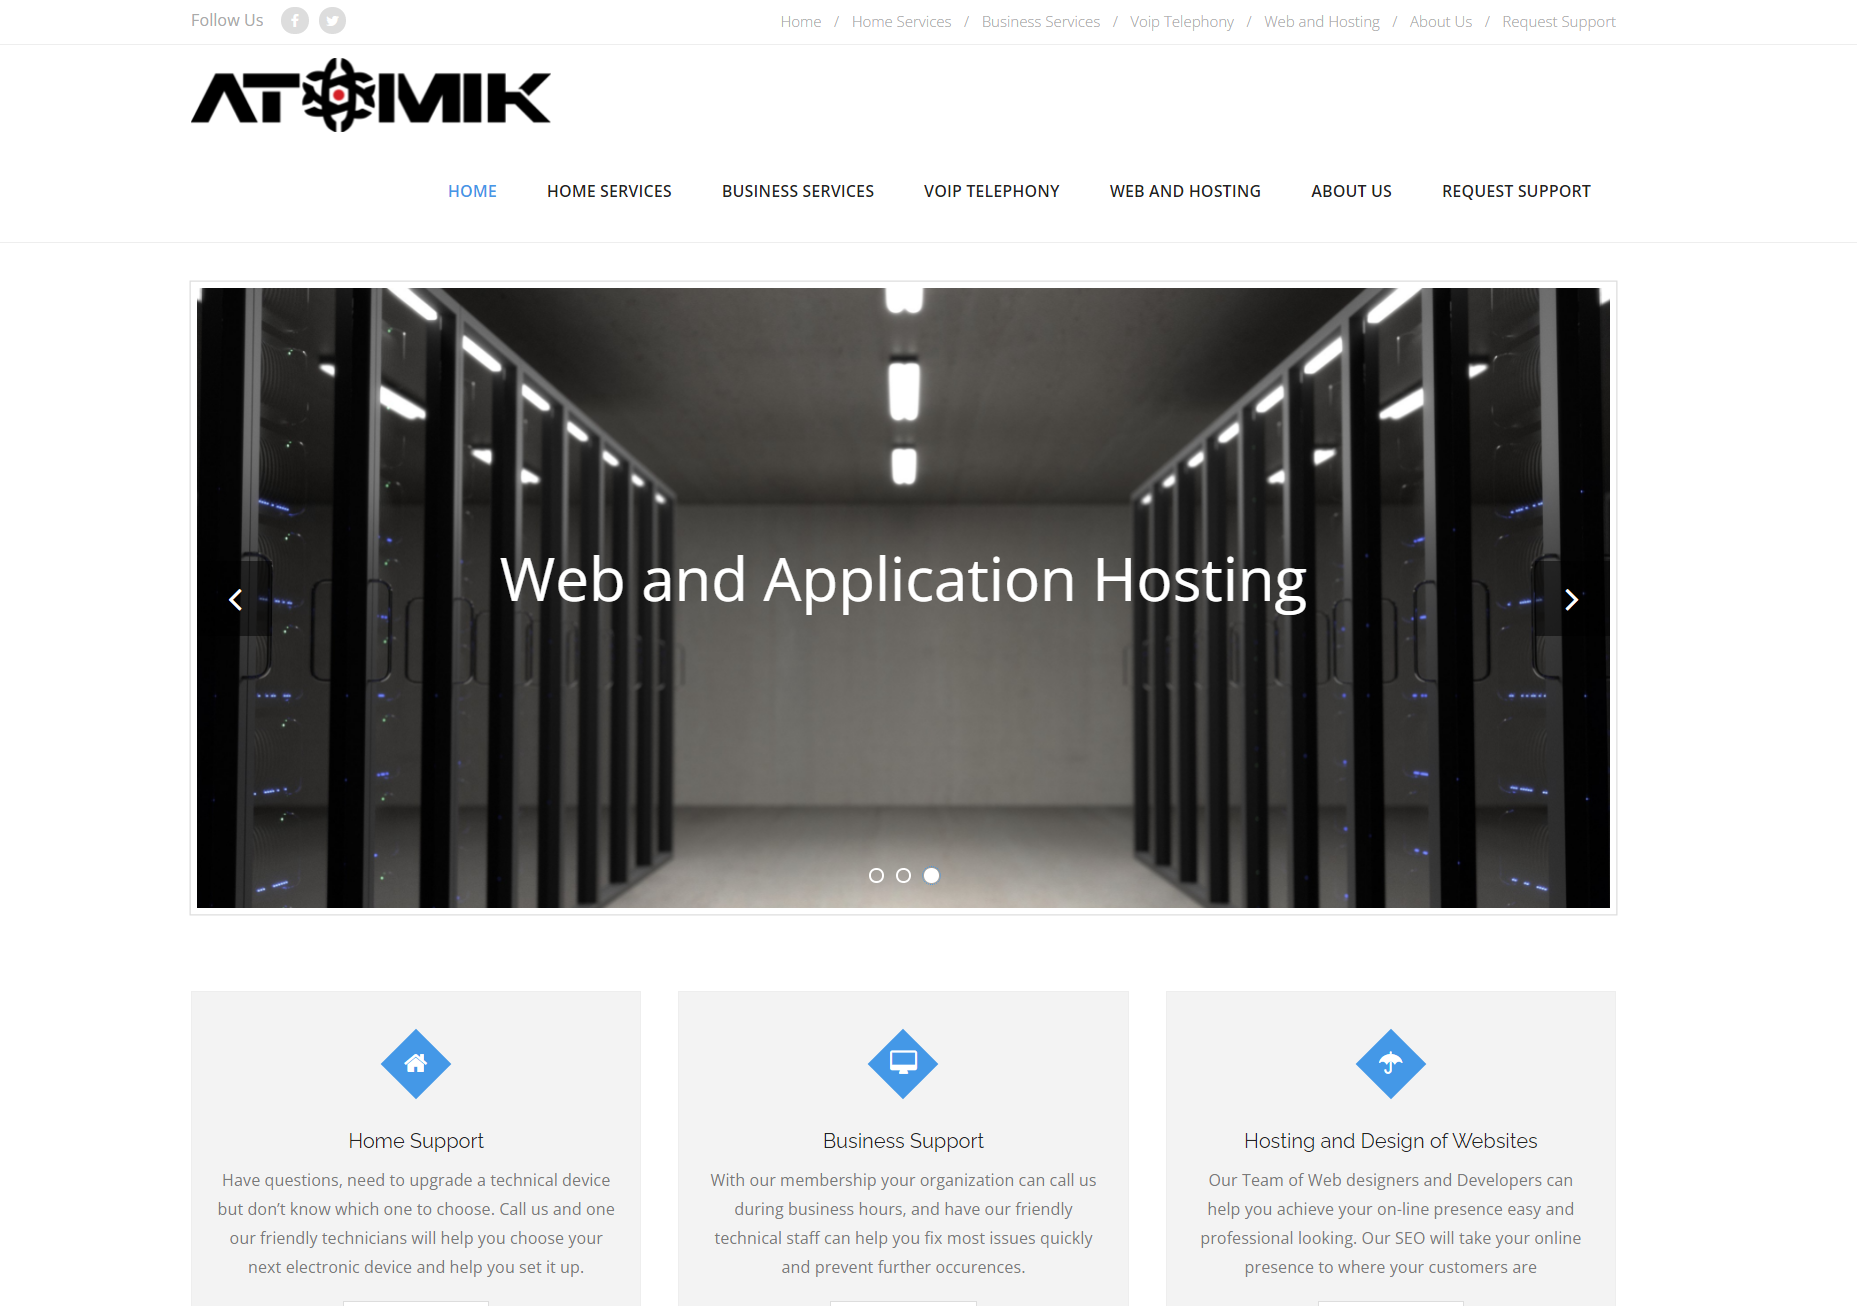 Follow Us
Home / Home Services / Business Services / Voip Telephony / Web and Hosting / About Us / Request Support
ATOMIK
HOME HOME SERVICES BUSINESS SERVICES VOIP TELEPHONY WEB AND HOSTING ABOUT US REQUEST SUPPORT
Web and Application Hosting
Home Support
Have questions, need to upgrade a technical device
but don’t know which one to choose. Call us and one
our friendly technicians will help you choose your
next electronic device and help you set it up.
Business Support
With our membership your organization can call us
during business hours, and have our friendly
technical staff can help you fix most issues quickly
and prevent further occurences.
Hosting and Design of Websites
Our Team of Web designers and Developers can
help you achieve your on-line presence easy and
professional looking. Our SEO will take your online
presence to where your customers are